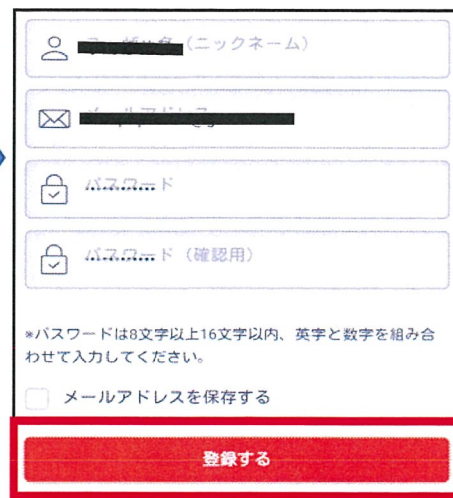 （ニックネーム）
パスワード
パスワード（確認用）
※パスワードは8文字以上16文字以内、英字と数字を組み合
わせて入力してください。
メールアドレスを保存する
登録する